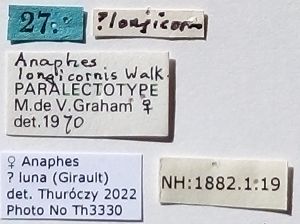 27.
?longicorn
Anaphes
longicornis Walk.
PARALECTOTYPE
M.de V.Graham ♀
det.1970
♀ Anaphes
? luna (Girault)
det. Thuróczy 2022
Photo No Th3330
NH:1882.1.19